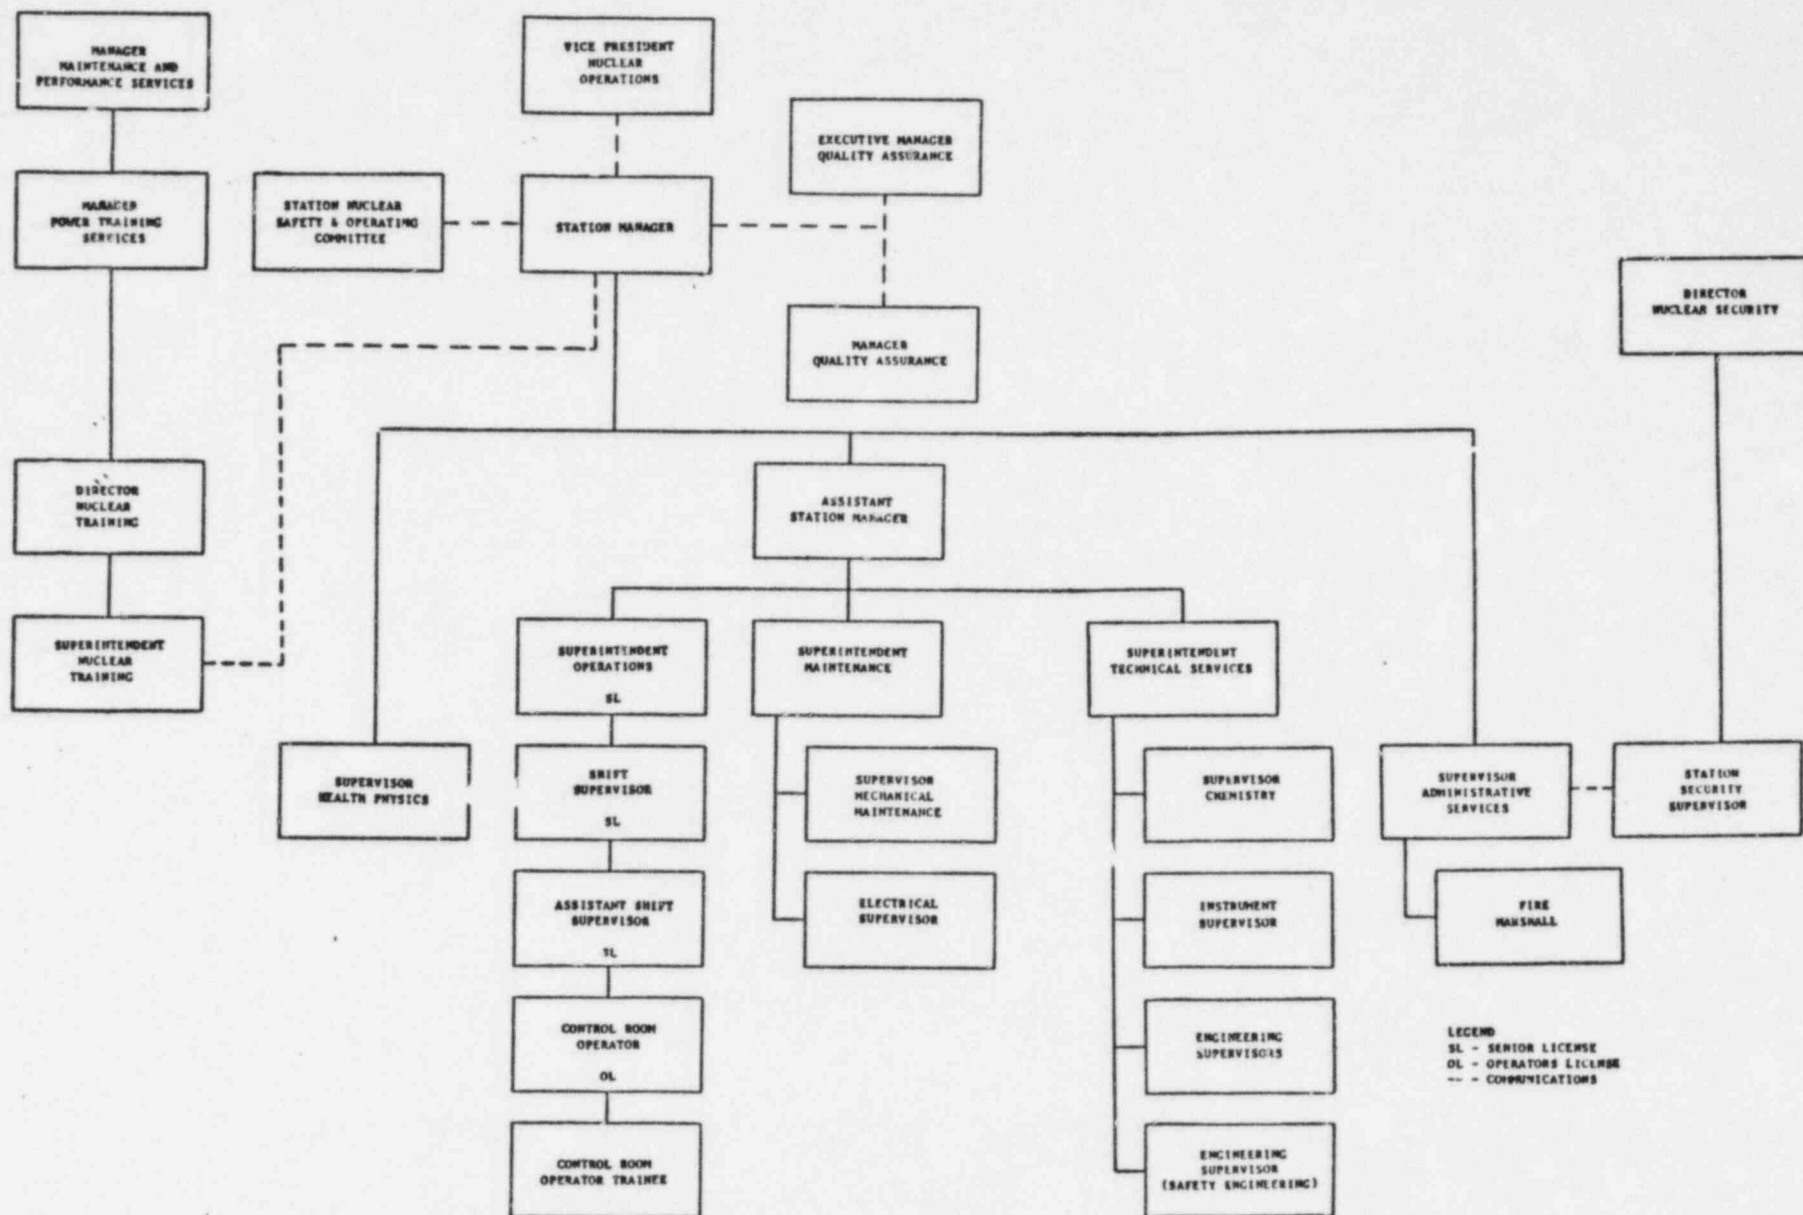 MANAGER
MAINTENANCE AND
PERFORMANCE SERVICES
VICE PRESIDENT
NUCLEAR
OPERATIONS
EXECUTIVE MANAGER
QUALITY ASSURANCE
MANAGER
POWER TRAINING
SERVICES
STATION NUCLEAR
SAFETY & OPERATING
COMMITTEE
STATION MANAGER
DIRECTOR
NUCLEAR SECURITY
MANAGER
QUALITY ASSURANCE
DIRECTOR
NUCLEAR
TRAINING
ASSISTANT
STATION MANAGER
SUPERINTENDENT
NUCLEAR
TRAINING
SUPERINTENDENT
OPERATIONS
SL
SUPERINTENDENT
MAINTENANCE
SUPERINTENDENT
TECHNICAL SERVICES
SUPERVISOR
HEALTH PHYSICS
SHIFT
SUPERVISOR
SL
SUPERVISOR
MECHANICAL
MAINTENANCE
SUPERVISOR
CHEMISTRY
SUPERVISOR
ADMINISTRATIVE
SERVICES
STATION
SECURITY
SUPERVISOR
ASSISTANT SHIFT
SUPERVISOR
SL
ELECTRICAL
SUPERVISOR
INSTRUMENT
SUPERVISOR
FIRE
MARSHALL
CONTROL ROOM
OPERATOR
OL
ENGINEERING
SUPERVISORS
LEGEND
SL - SENIOR LICENSE
OL - OPERATORS LICENSE
--- - COMMUNICATIONS
CONTROL ROOM
OPERATOR TRAINEE
ENGINEERING
SUPERVISOR
(SAFETY ENGINEERING)